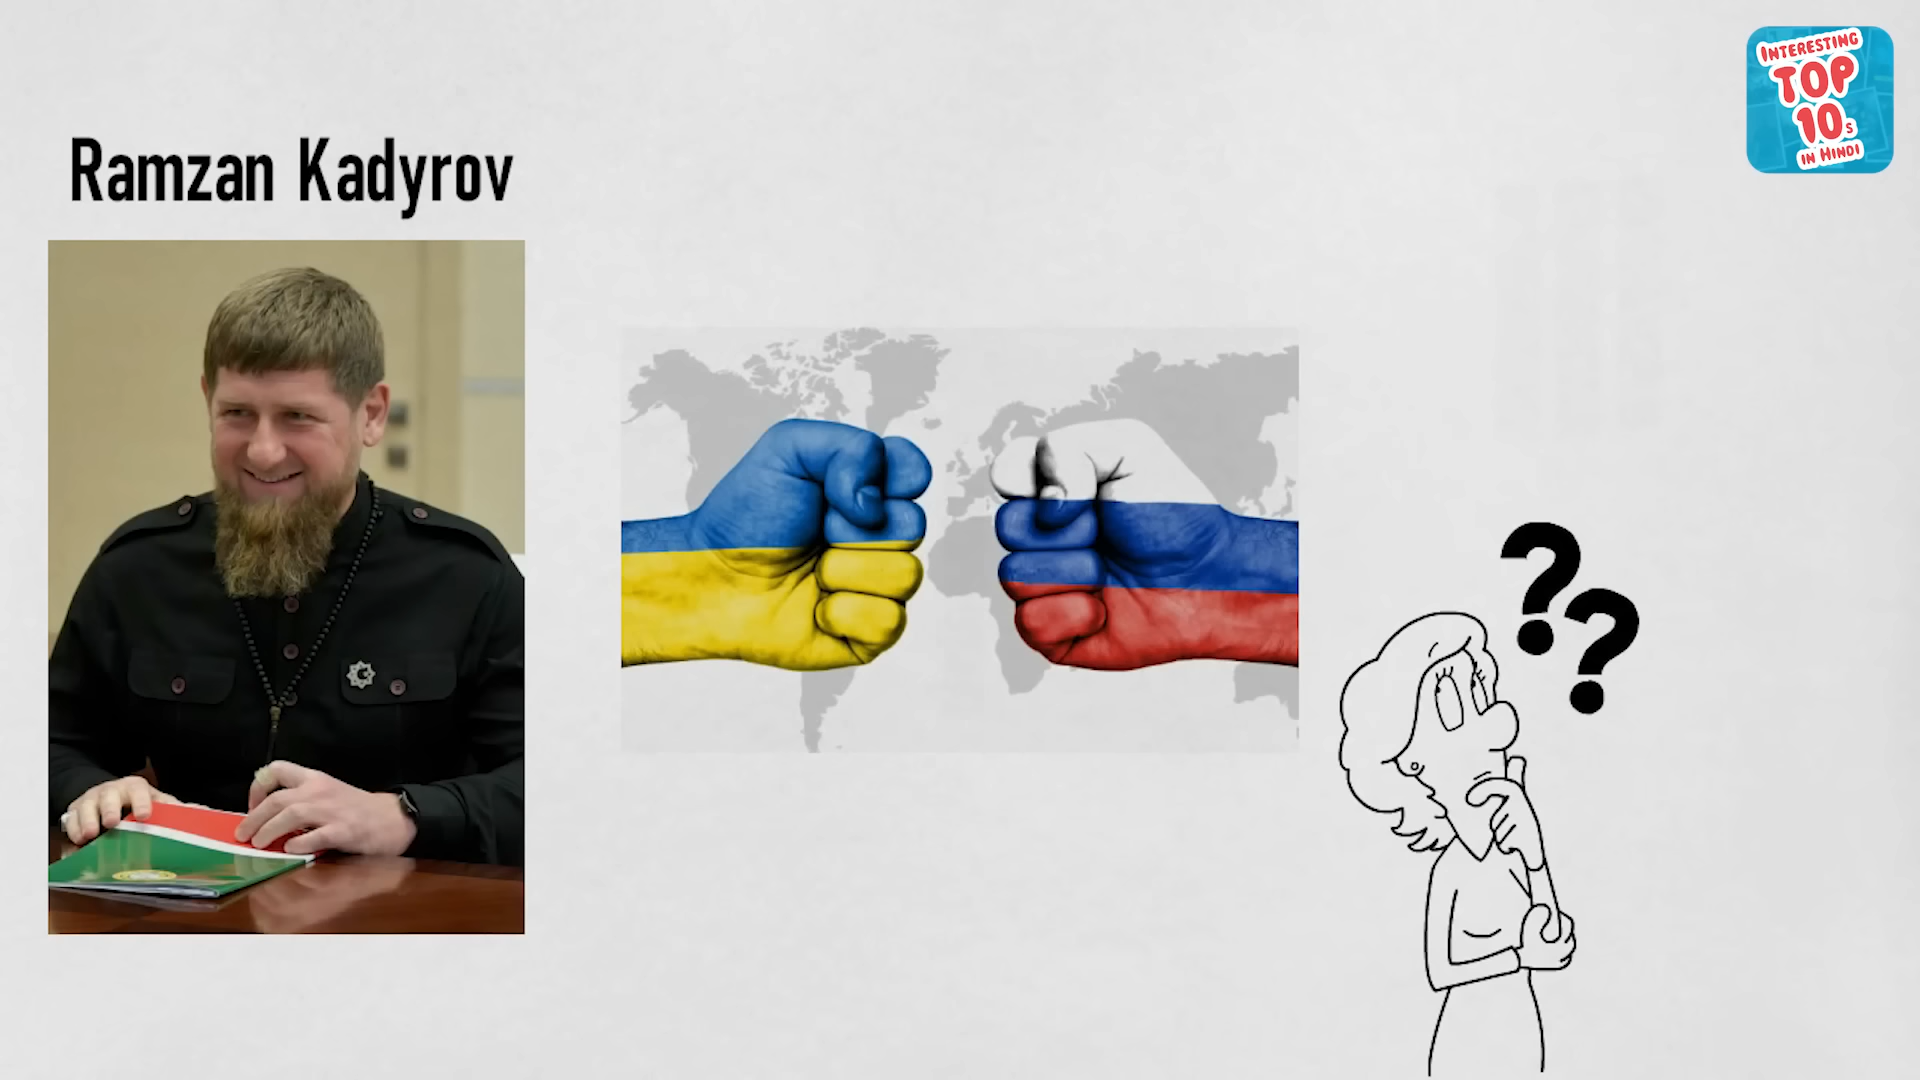 Ramzan Kadyrov
INTERESTING
TOP
10s
IN HINDI
??